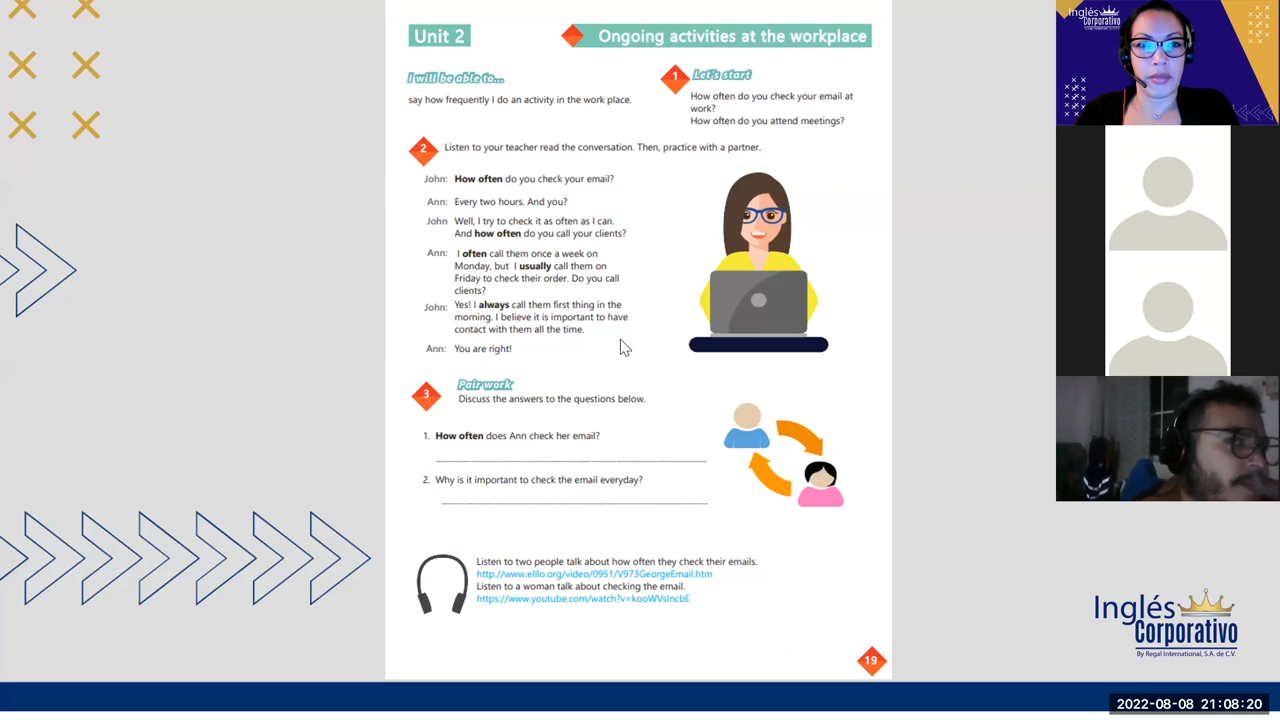 Unit 2
Ongoing activities at the workplace
I will be able to...
say how frequently I do an activity in the work place.
1
Let's start
How often do you check your email at
work?
How often do you attend meetings?
2
Listen to your teacher read the conversation. Then, practice with a partner.
John: How often do you check your email?
Ann: Every two hours. And you?
John Well, I try to check it as often as I can.
And how often do you call your clients?
Ann: I often call them once a week on
Monday, but I usually call them on
Friday to check their order. Do you call
clients?
John: Yes! I always call them first thing in the
morning. I believe it is important to have
contact with them all the time.
Ann: You are right!
3
Pair work
Discuss the answers to the questions below.
1. How often does Ann check her email?
2. Why is it important to check the email everyday?
Listen to two people talk about how often they check their emails.
http://www.elllo.org/video/0951/V973GeorgeEmail.htm
Listen to a woman talk about checking the email.
https://www.youtube.com/watch?v=kooWVsIncbE
19
Inglés
Corporativo
Inglés
Corporativo
By Regal International, S.A. de C.V.
2022-08-08 21:08:20